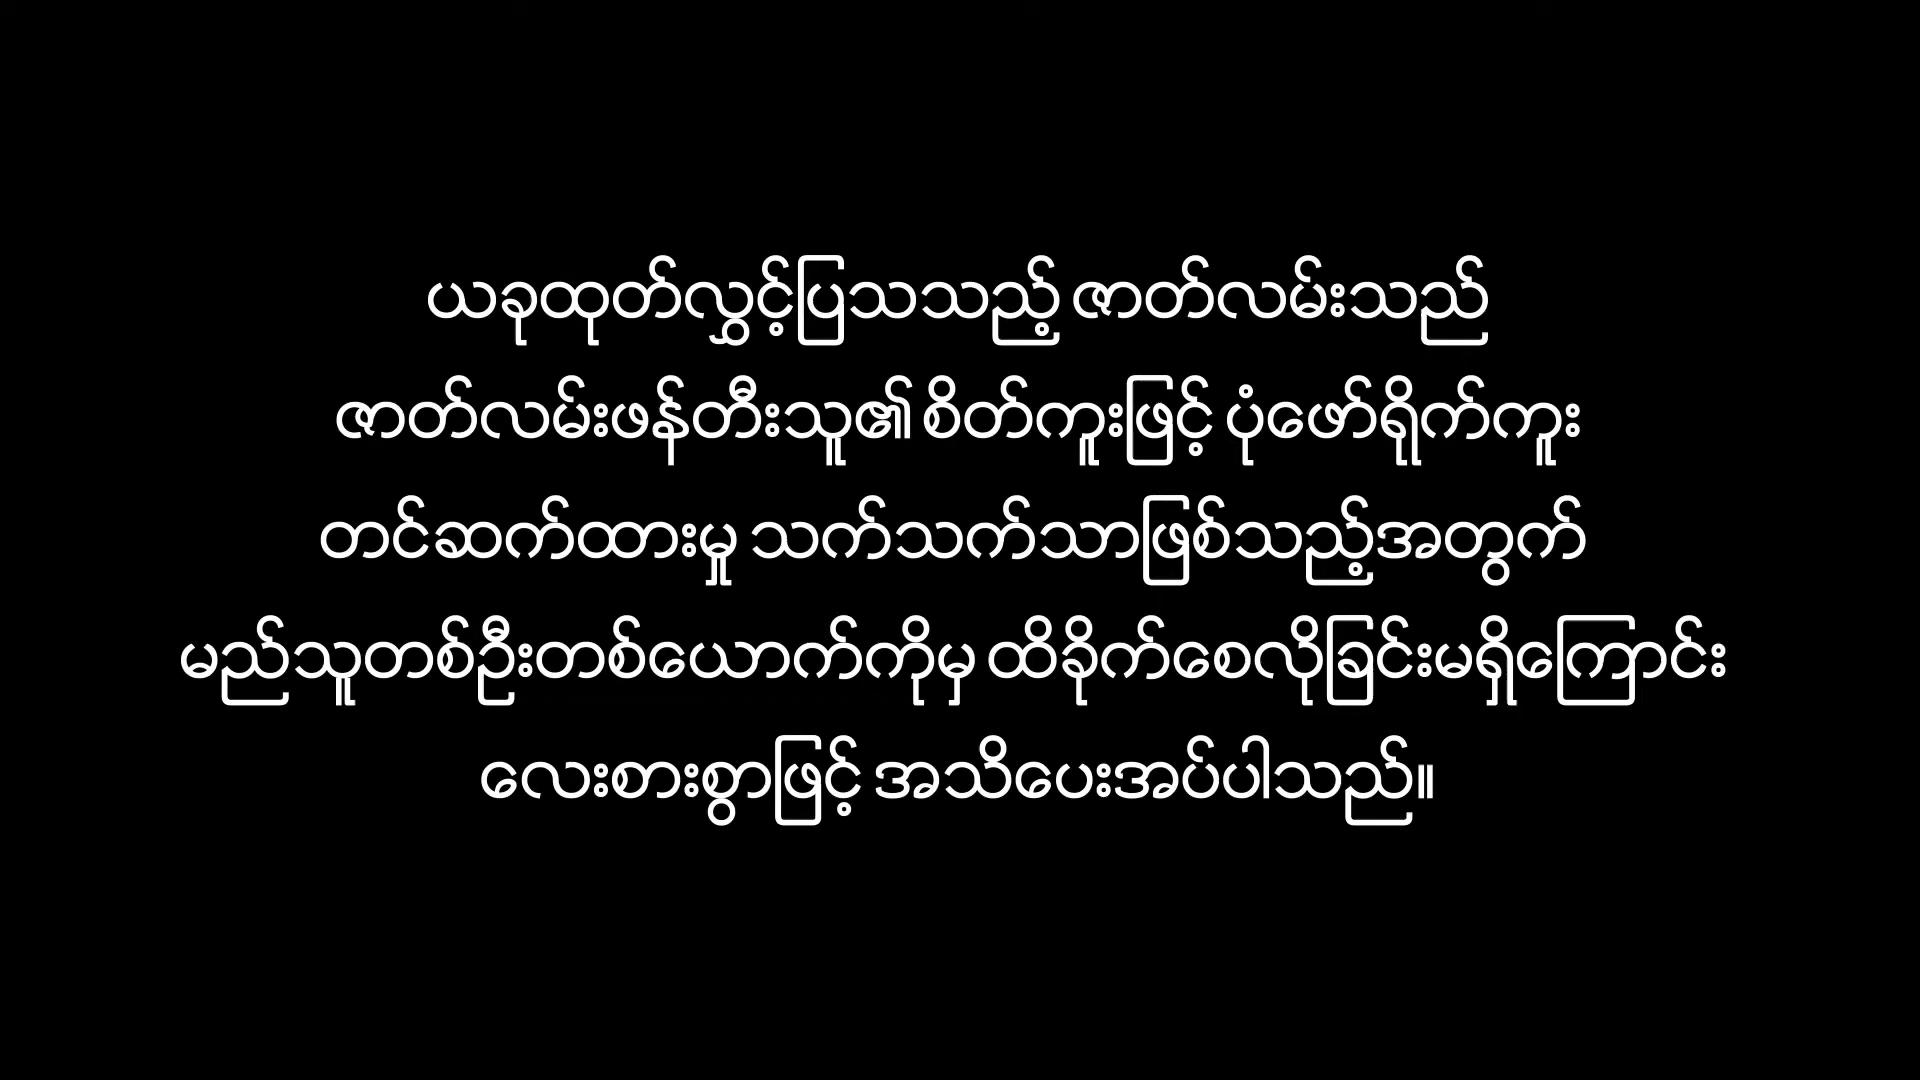 ယခုထုတ်လွှင့်ပြသသည့် ဇာတ်လမ်းသည်
ဇာတ်လမ်းဖန်တီးသူ၏ စိတ်ကူးဖြင့် ပုံဖော်ရိုက်ကူး
တင်ဆက်ထားမှု သက်သက်သာဖြစ်သည့်အတွက်
မည်သူတစ်ဦးတစ်ယောက်ကိုမှ ထိခိုက်စေလိုခြင်းမရှိကြောင်း
လေးစားစွာဖြင့် အသိပေးအပ်ပါသည်။